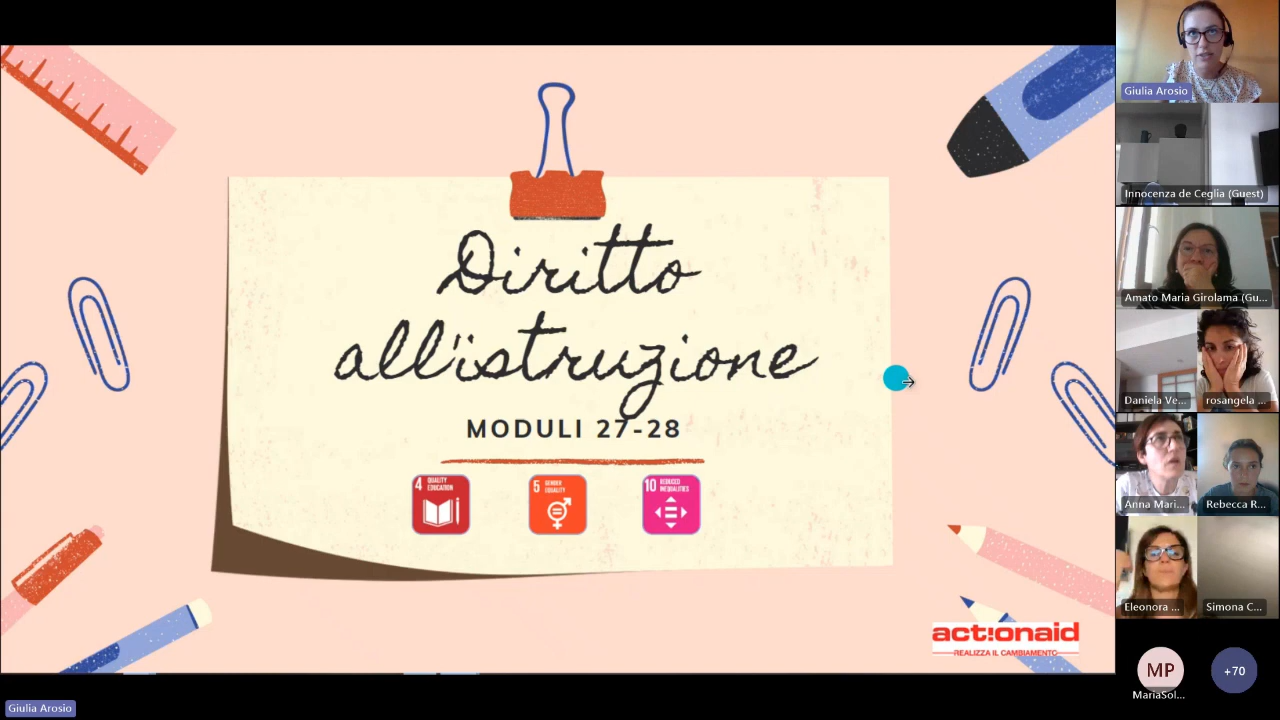 Diritto
all'istruzione
MODULI 27-28
4 QUALITY
EDUCATION
5 GENDER
EQUALITY
10 REDUCED
INEQUALITIES
act!onaid
REALIZZA IL CAMBIAMENTO
Giulia Arosio
Giulia Arosio
Innocenza de Ceglia (Guest)
Amato Maria Girolama (Gu...
Daniela Ve...
rosangela ...
Anna Mari...
Rebecca R...
Eleonora ...
Simona C...
MP
MariaSol...
+70